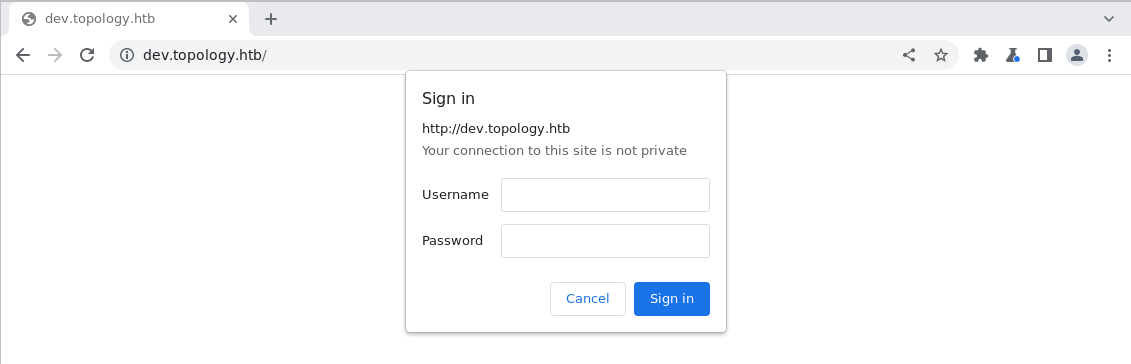 dev.topology.htb
dev.topology.htb/
Sign in
http://dev.topology.htb
Your connection to this site is not private
Username
Password
Cancel
Sign in